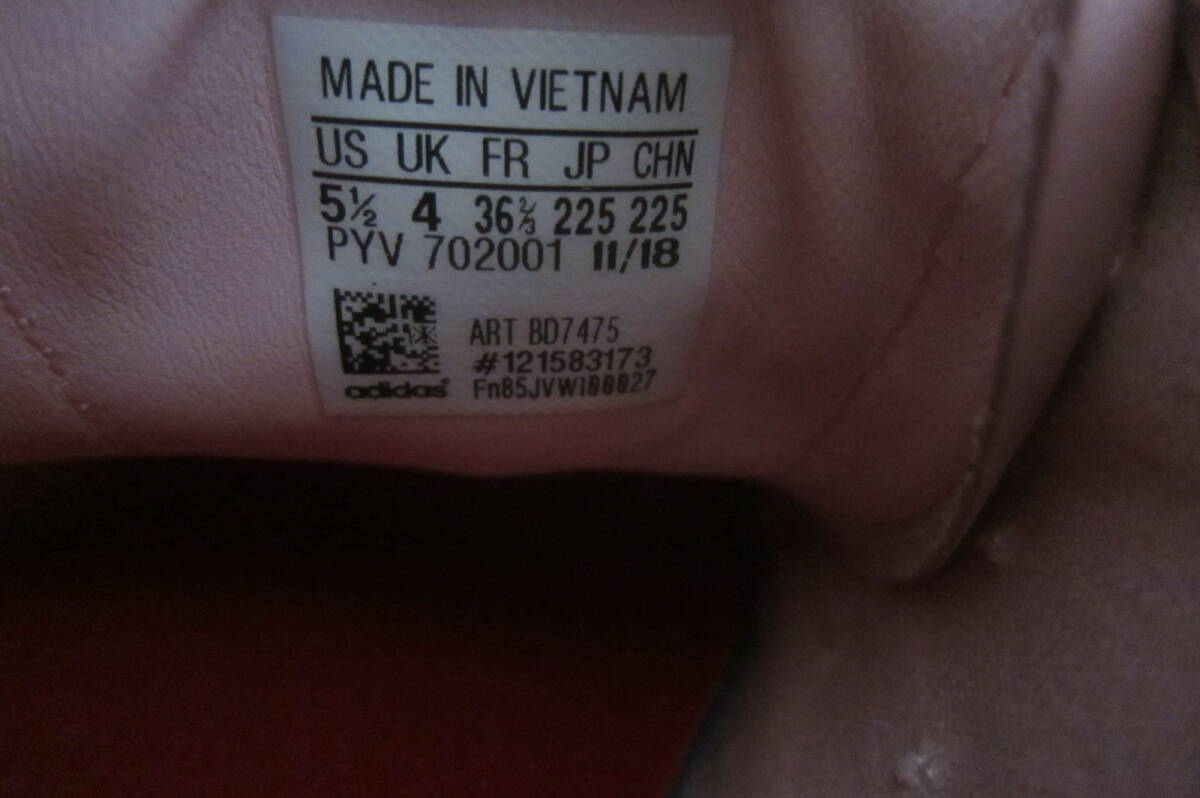 MADE IN VIETNAM
US UK FR JP CHN
5½ 4 36⅔ 225 225
PYV 702001 11/18
ART BD7475
#121583173
adidas